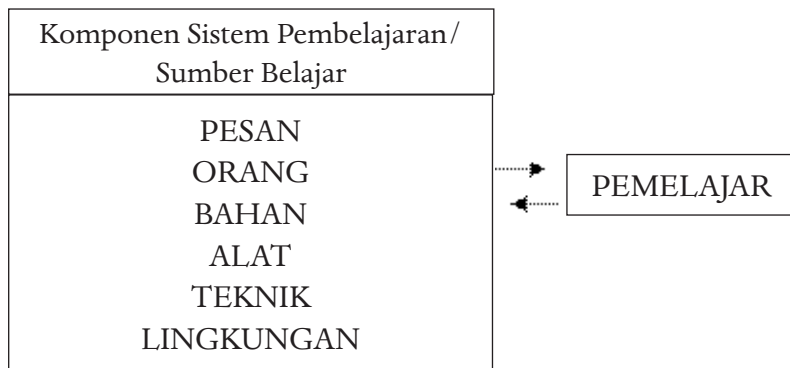 Komponen Sistem Pembelajaran/
Sumber Belajar
PESAN
ORANG
BAHAN
ALAT
TEKNIK
LINGKUNGAN
PEMELAJAR